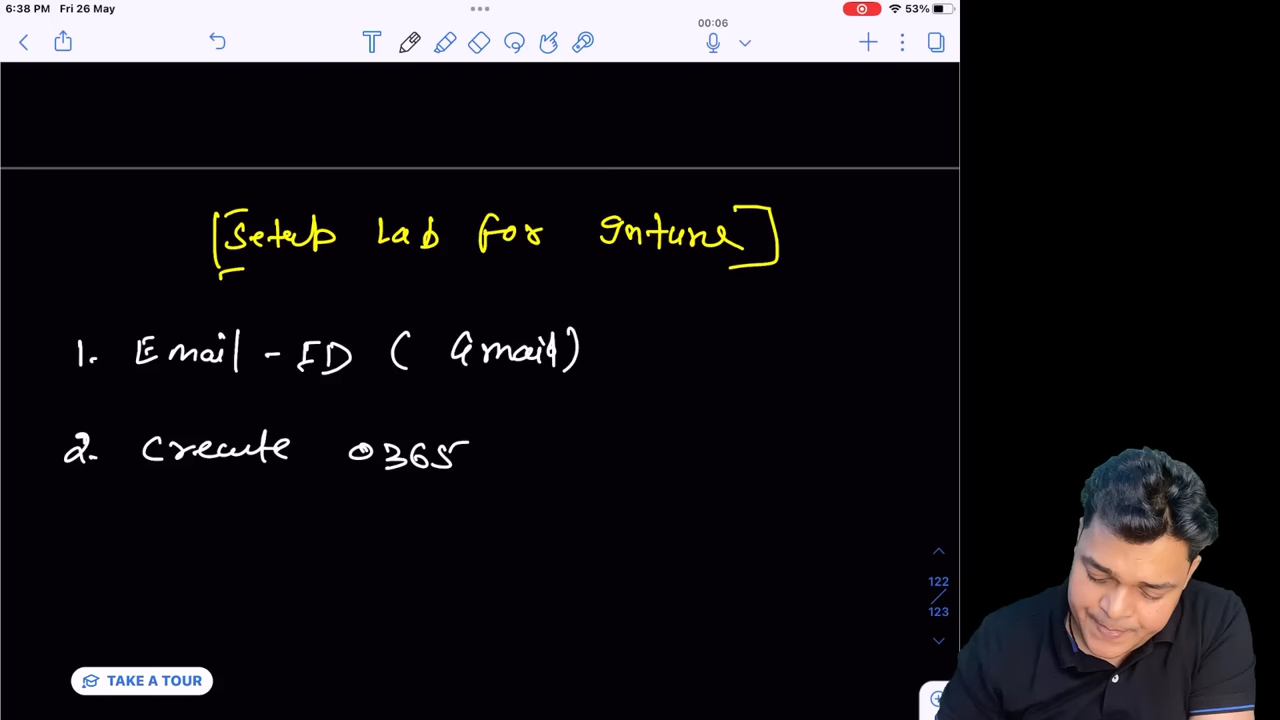 6:38 PM Fri 26 May
53%
00:06
T
[Setup Lab for Intune]
1. Email - ID ( Gmail)
2. Create O365
122
123
TAKE A TOUR